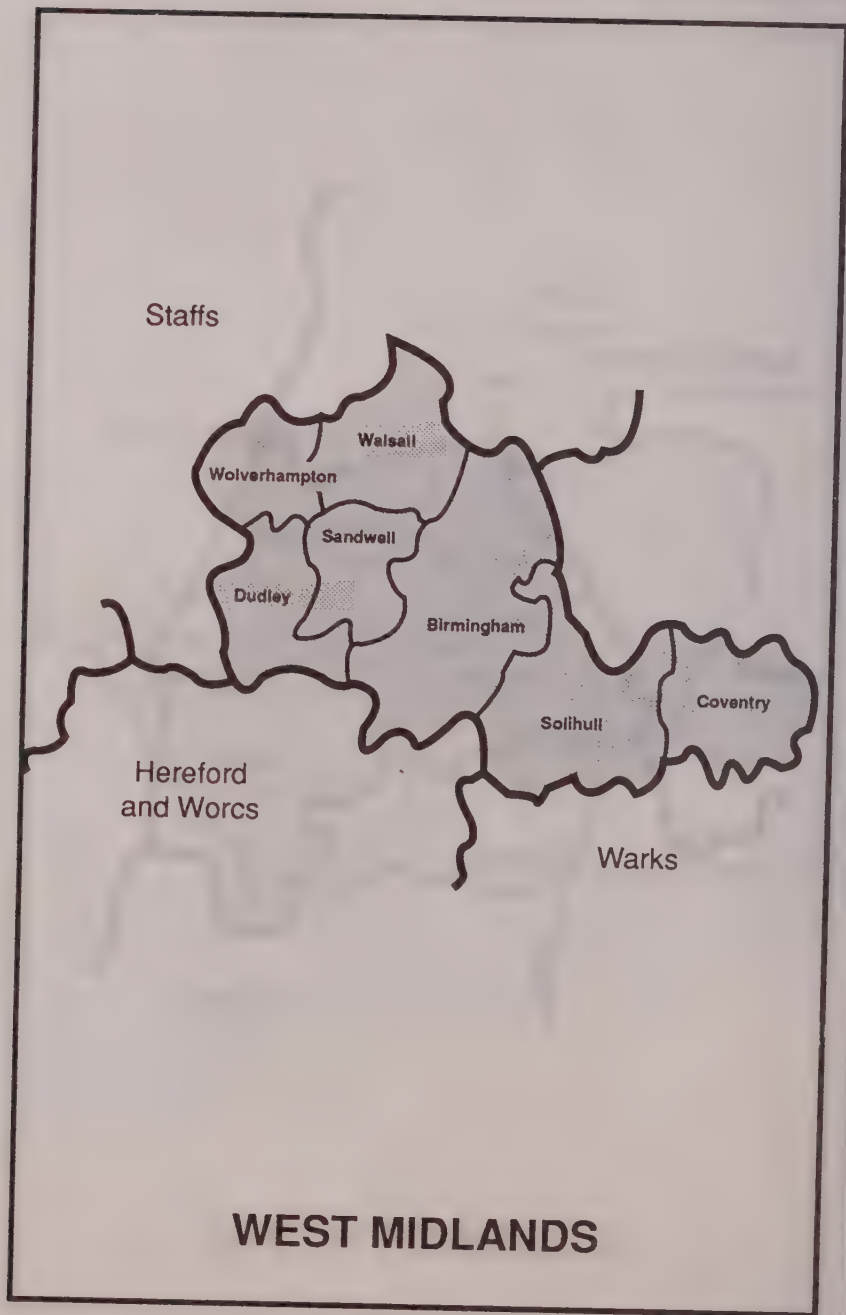 Staffs
Walsall
Wolverhampton
Sandwell
Dudley
Birmingham
Coventry
Solihull
Hereford
and Worcs
Warks
WEST MIDLANDS